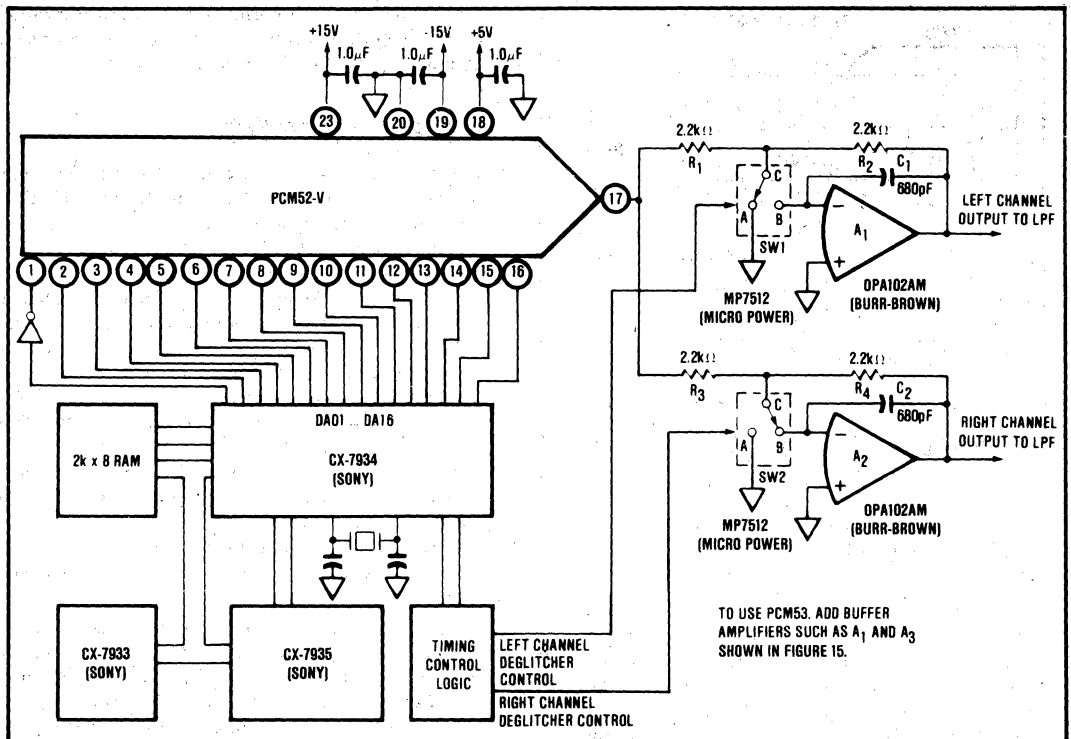 +15V
1.0µF
1.0µF
-15V
+5V
1.0µF
23
20
19
18
PCM52-V
17
1
2
3
4
5
6
7
8
9
10
11
12
13
14
15
16
2.2kΩ
R1
2.2kΩ
R2
C1
680pF
C
A
B
SW1
MP7512
(MICRO POWER)
−
A1
+
OPA102AM
(BURR-BROWN)
LEFT CHANNEL
OUTPUT TO LPF
2.2kΩ
R3
2.2kΩ
R4
C2
680pF
C
A
B
SW2
MP7512
(MICRO POWER)
−
A2
+
OPA102AM
(BURR-BROWN)
RIGHT CHANNEL
OUTPUT TO LPF
2k x 8 RAM
DA01 ... DA16
CX-7934
(SONY)
CX-7933
(SONY)
CX-7935
(SONY)
TIMING
CONTROL
LOGIC
LEFT CHANNEL
DEGLITCHER
CONTROL
RIGHT CHANNEL
DEGLITCHER CONTROL
TO USE PCM53, ADD BUFFER
AMPLIFIERS SUCH AS A1 AND A3
SHOWN IN FIGURE 15.